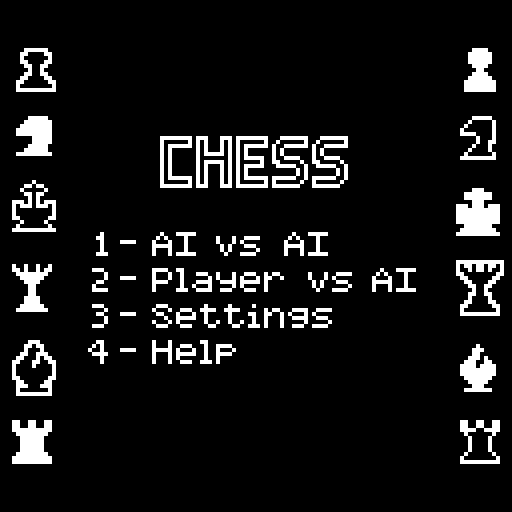 CHESS
1 - AI vs AI
2 - Player vs AI
3 - Settings
4 - Help